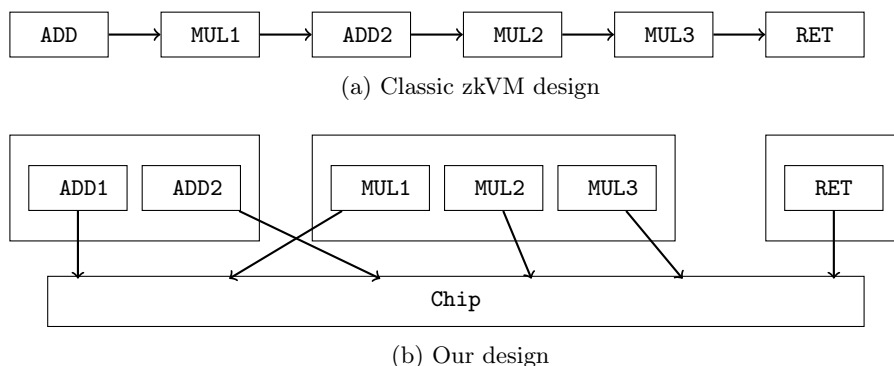 ADD MUL1 ADD2 MUL2 MUL3 RET
(a) Classic zkVM design
ADD1 ADD2 MUL1 MUL2 MUL3 RET
Chip
(b) Our design